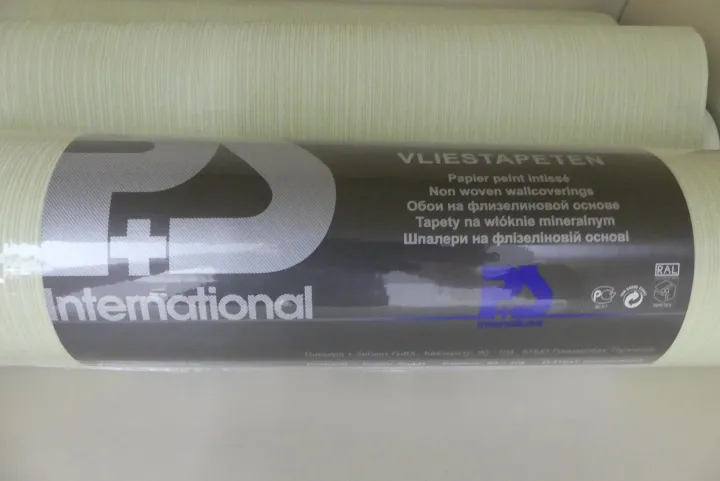 P+D
International
VLIESTAPETEN
Papier peint intissé
Non woven wallcoverings
Обои на флизелиновой основе
Tapety na włóknie mineralnym
Шпалери на флізеліновій основі
RAL